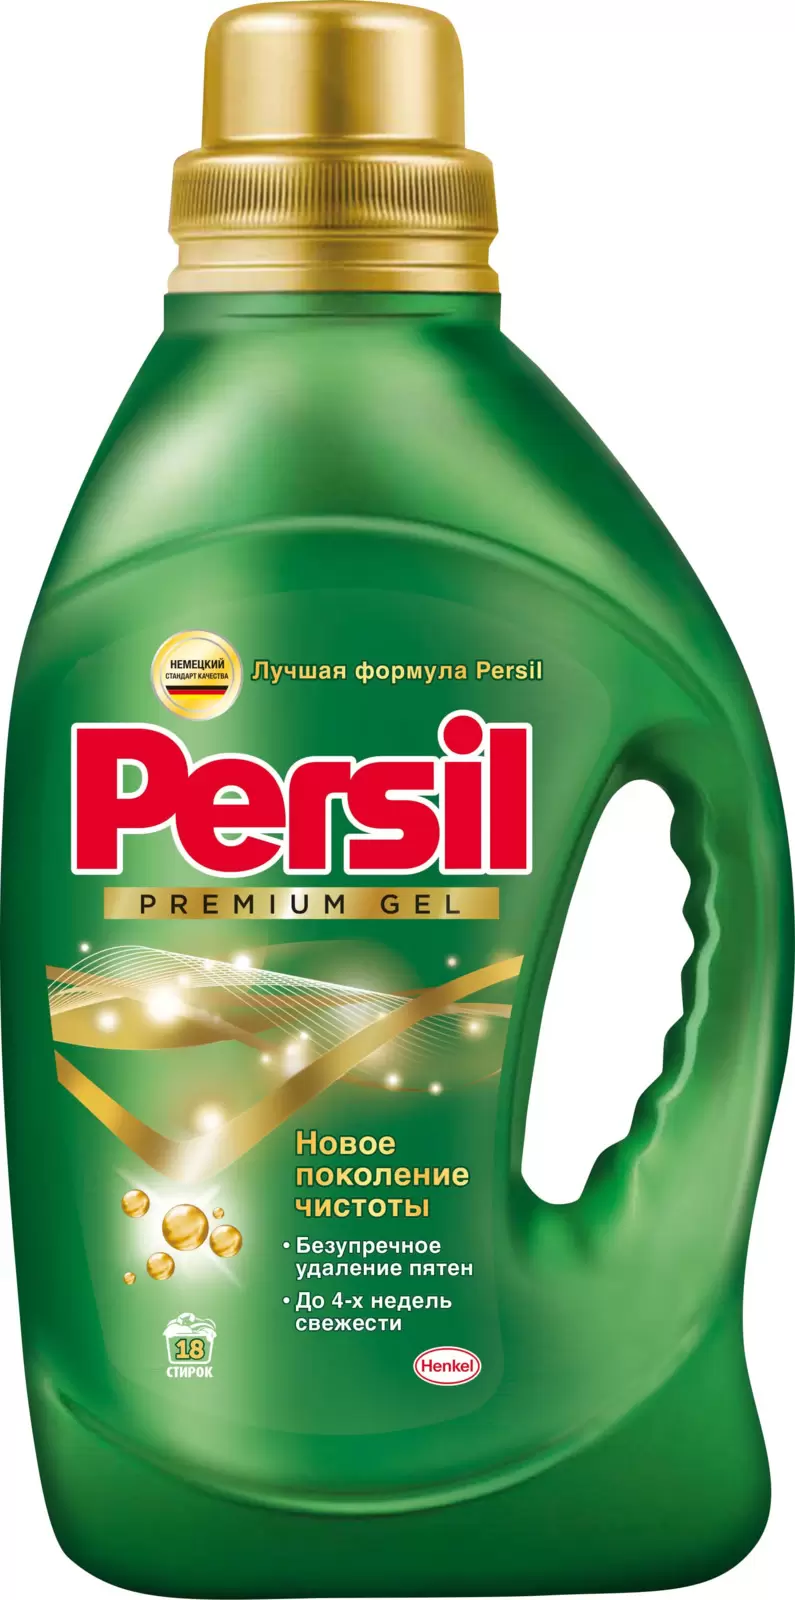 НЕМЕЦКИЙ
СТАНДАРТ КАЧЕСТВА
Лучшая формула Persil
Persil
PREMIUM GEL
Новое
поколение
чистоты
• Безупречное
удаление пятен
• До 4-х недель
свежести
18
СТИРОК
Henkel